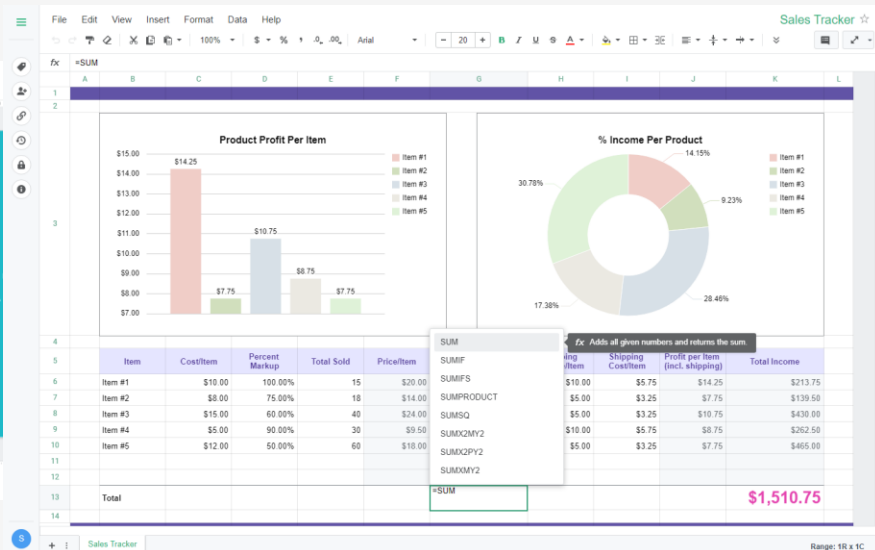 File Edit View Insert Format Data Help
Sales Tracker
100% $ % .0 .00 Arial - 20 + B I U S A
fx =SUM
A B C D E F G H I J K L
1
2
Product Profit Per Item
$15.00
$14.00
$13.00
$12.00
$11.00
$10.00
$9.00
$8.00
$7.00
$14.25
$7.75
$10.75
$8.75
$7.75
Item #1
Item #2
Item #3
Item #4
Item #5
% Income Per Product
14.15%
9.23%
28.46%
17.38%
30.78%
Item #1
Item #2
Item #3
Item #4
Item #5
3
4
SUM
SUMIF
SUMIFS
SUMPRODUCT
SUMSQ
SUMX2MY2
SUMX2PY2
SUMXMY2
fx Adds all given numbers and returns the sum.
5 Item Cost/Item Percent Markup Total Sold Price/Item Shipping Cost/Item Profit per Item (incl. shipping) Total Income
6 Item #1 $10.00 100.00% 15 $20.00 $10.00 $5.75 $14.25 $213.75
7 Item #2 $8.00 75.00% 18 $14.00 $5.00 $3.25 $7.75 $139.50
8 Item #3 $15.00 60.00% 40 $24.00 $5.00 $3.25 $10.75 $430.00
9 Item #4 $5.00 90.00% 30 $9.50 $10.00 $5.75 $8.75 $262.50
10 Item #5 $12.00 50.00% 60 $18.00 $5.00 $3.25 $7.75 $465.00
11
12
13 Total =SUM $1,510.75
14
S
+ Sales Tracker
Range: 1R x 1C